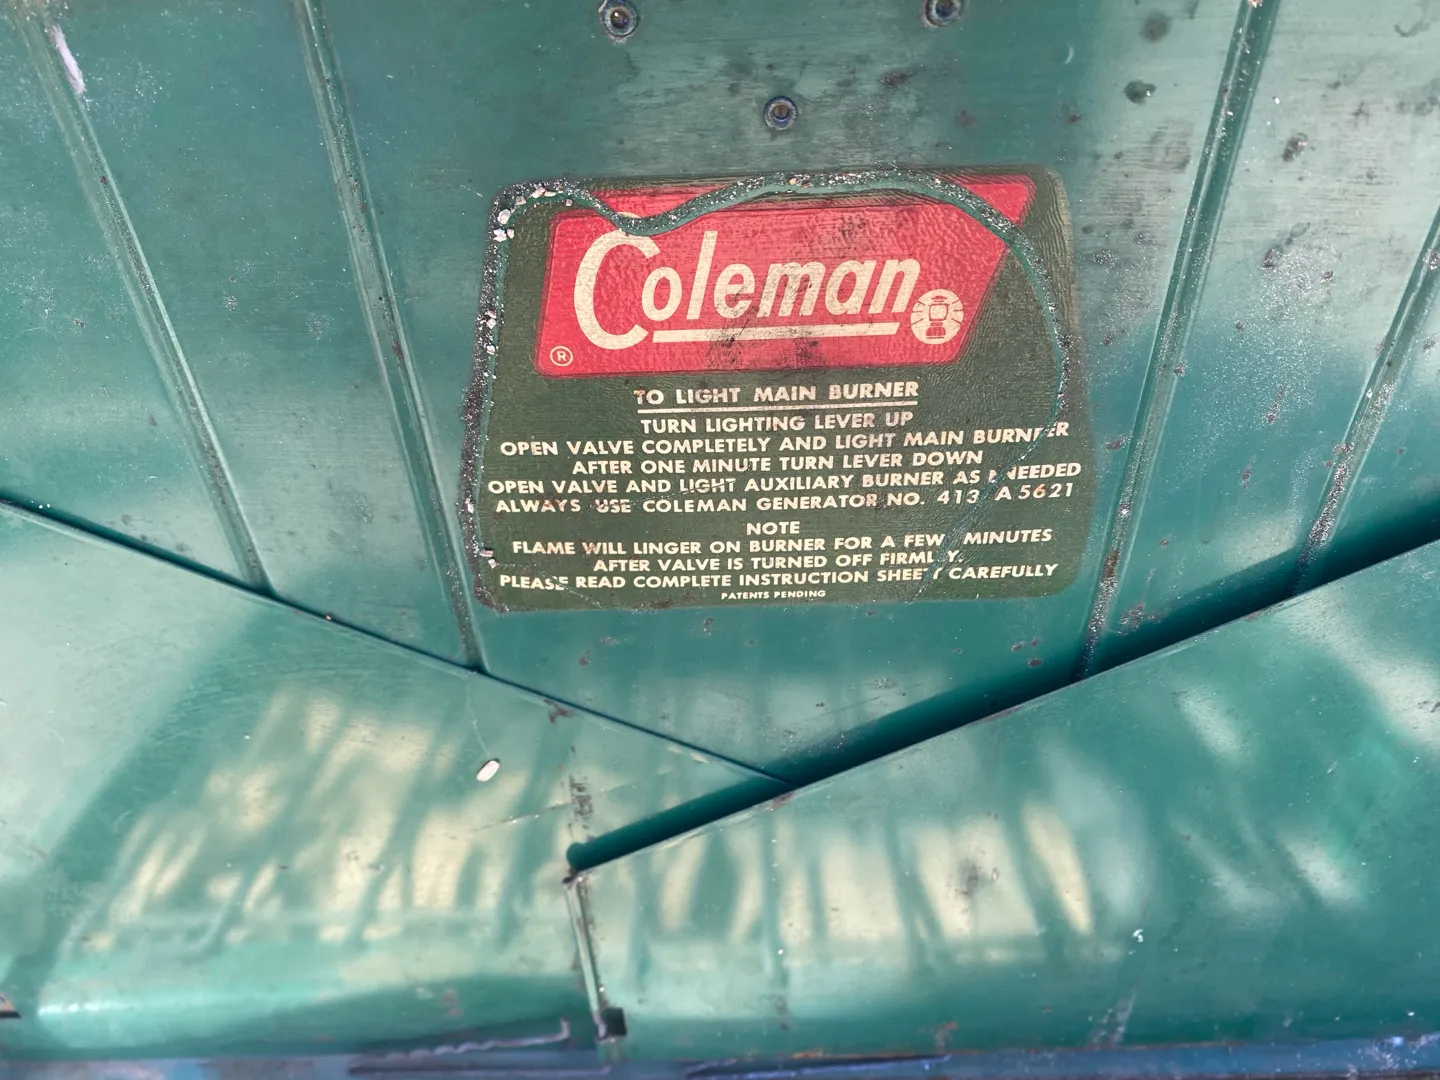 Coleman
®
TO LIGHT MAIN BURNER
TURN LIGHTING LEVER UP
OPEN VALVE COMPLETELY AND LIGHT MAIN BURNER
AFTER ONE MINUTE TURN LEVER DOWN
OPEN VALVE AND LIGHT AUXILIARY BURNER AS NEEDED
ALWAYS USE COLEMAN GENERATOR NO. 413 A5621
NOTE
FLAME WILL LINGER ON BURNER FOR A FEW MINUTES
AFTER VALVE IS TURNED OFF FIRMLY.
PLEASE READ COMPLETE INSTRUCTION SHEET CAREFULLY
PATENTS PENDING